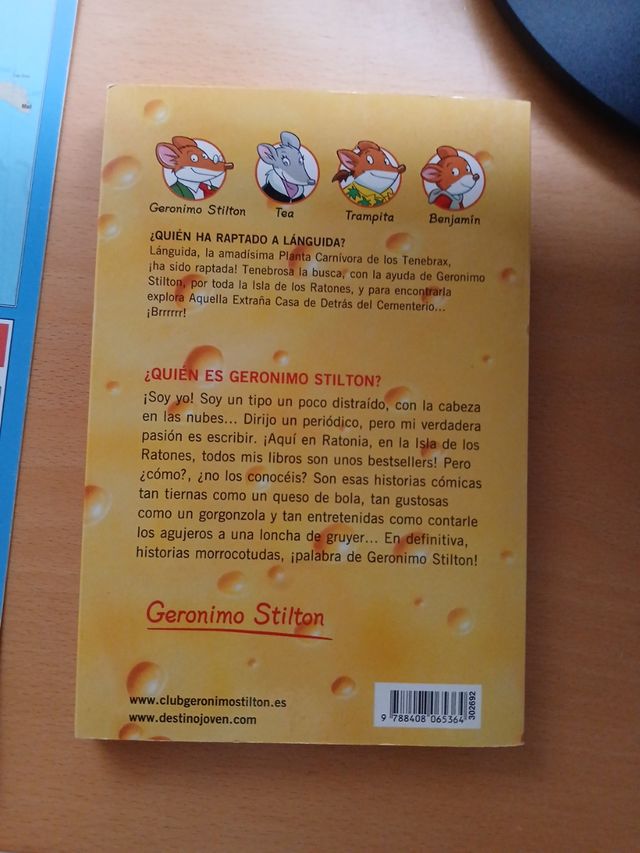 Geronimo Stilton
Tea
Trampita
Benjamín
¿QUIÉN HA RAPTADO A LÁNGUIDA?
Lánguida, la amadísima Planta Carnívora de los Tenebrax,
¡ha sido raptada! Tenebrosa la busca, con la ayuda de Geronimo
Stilton, por toda la Isla de los Ratones, y para encontrarla
explora Aquella Extraña Casa de Detrás del Cementerio...
¡Brrrrrr!
¿QUIÉN ES GERONIMO STILTON?
¡Soy yo! Soy un tipo un poco distraído, con la cabeza
en las nubes... Dirijo un periódico, pero mi verdadera
pasión es escribir. ¡Aquí en Ratonia, en la Isla de los
Ratones, todos mis libros son unos bestsellers! Pero
¿cómo?, ¿no los conocéis? Son esas historias cómicas
tan tiernas como un queso de bola, tan gustosas
como un gorgonzola y tan entretenidas como contarle
los agujeros a una loncha de gruyer... En definitiva,
historias morrocotudas, ¡palabra de Geronimo Stilton!
Geronimo Stilton
www.clubgeronimostilton.es
www.destinojoven.com
9 788408 065364
302692